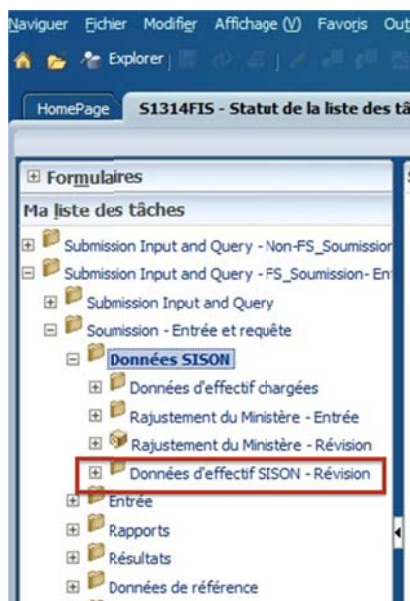 Naviguer Fichier Modifier Affichage (V) Favoris
Explorer
HomePage S1314FIS - Statut de la liste des
Formulaires
Ma liste des tâches
Submission Input and Query - Non-FS_Soumission
Submission Input and Query - FS_Soumission- En
Submission Input and Query
Soumission - Entrée et requête
Données SISON
Données d'effectif chargées
Rajustement du Ministère - Entrée
Rajustement du Ministère - Révision
Données d'effectif SISON - Révision
Entrée
Rapports
Résultats
Données de référence